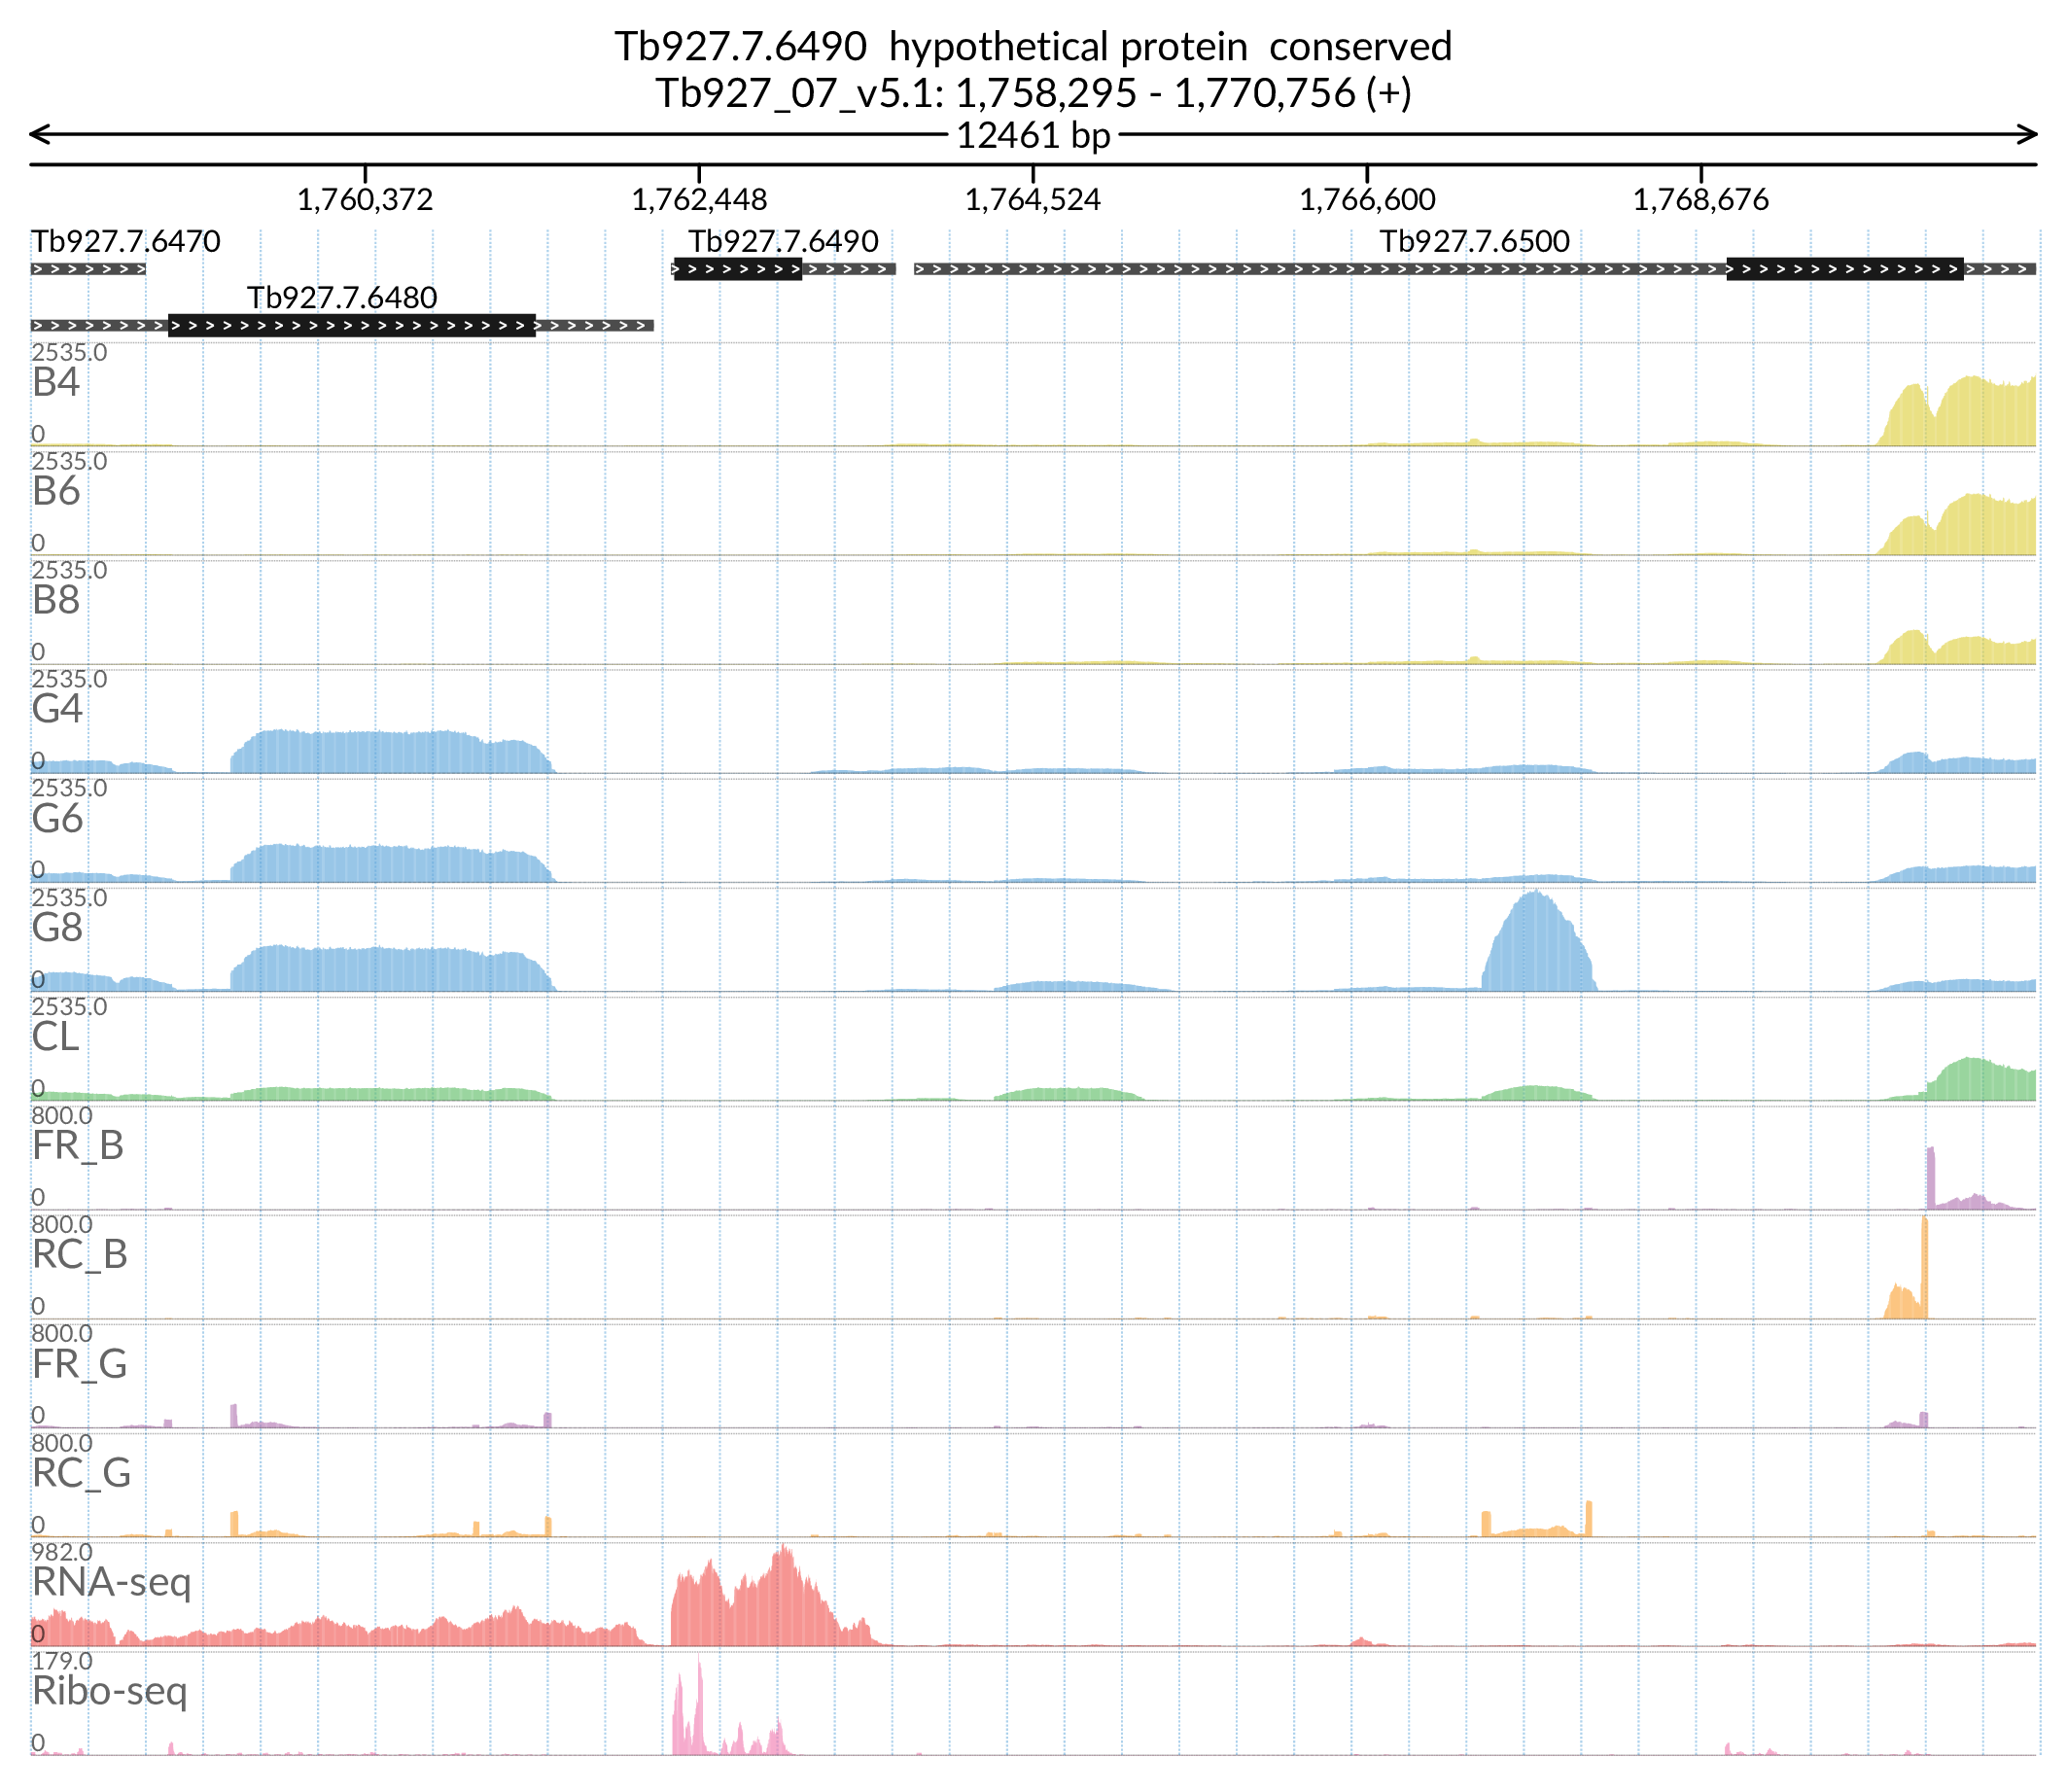 Tb927.7.6490 hypothetical protein conserved
Tb927_07_v5.1: 1,758,295 - 1,770,756 (+)
12461 bp
1,760,372 1,762,448 1,764,524 1,766,600 1,768,676
Tb927.7.6470 Tb927.7.6490 Tb927.7.6500
Tb927.7.6480
2535.0
B4
0
2535.0
B6
0
2535.0
B8
0
2535.0
G4
0
2535.0
G6
0
2535.0
G8
0
2535.0
CL
0
800.0
FR_B
0
800.0
RC_B
0
800.0
FR_G
0
800.0
RC_G
0
982.0
RNA-seq
0
179.0
Ribo-seq
0